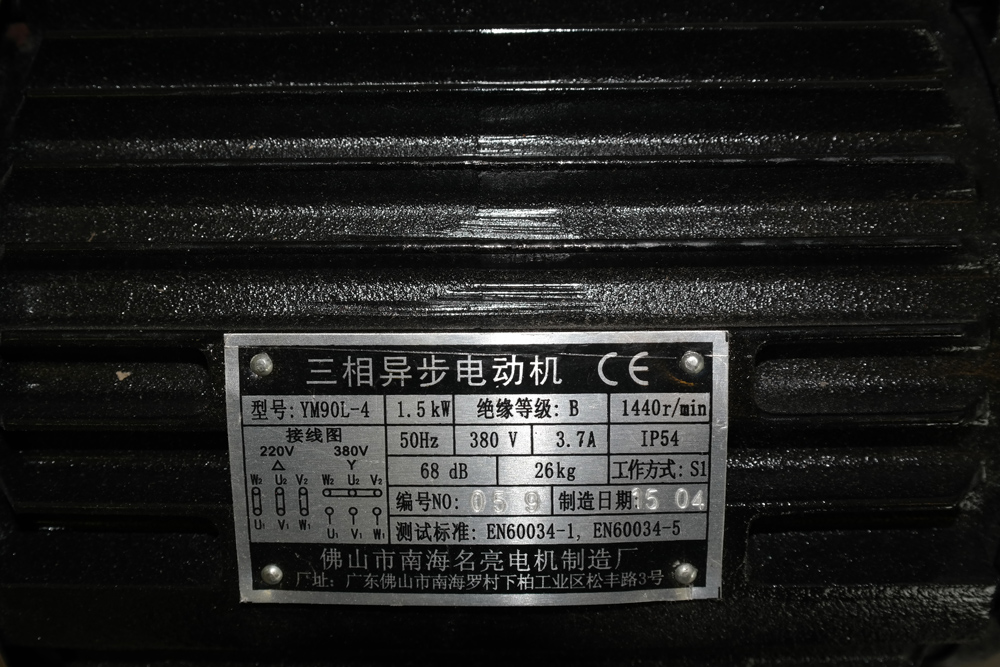 三相异步电动机 CE
型号: YM90L-4 1.5kW 绝缘等级: B 1440r/min
接线图 50Hz 380 V 3.7A IP54
220V 380V
△ Y
68 dB 26kg 工作方式: S1
W2 U2 V2 W2 U2 V2
编号NO: 059 制造日期 15 04
U1 V1 W1 U1 V1 W1
测试标准: EN60034-1, EN60034-5
佛山市南海名亮电机制造厂
厂址: 广东佛山市南海罗村下柏工业区松丰路3号